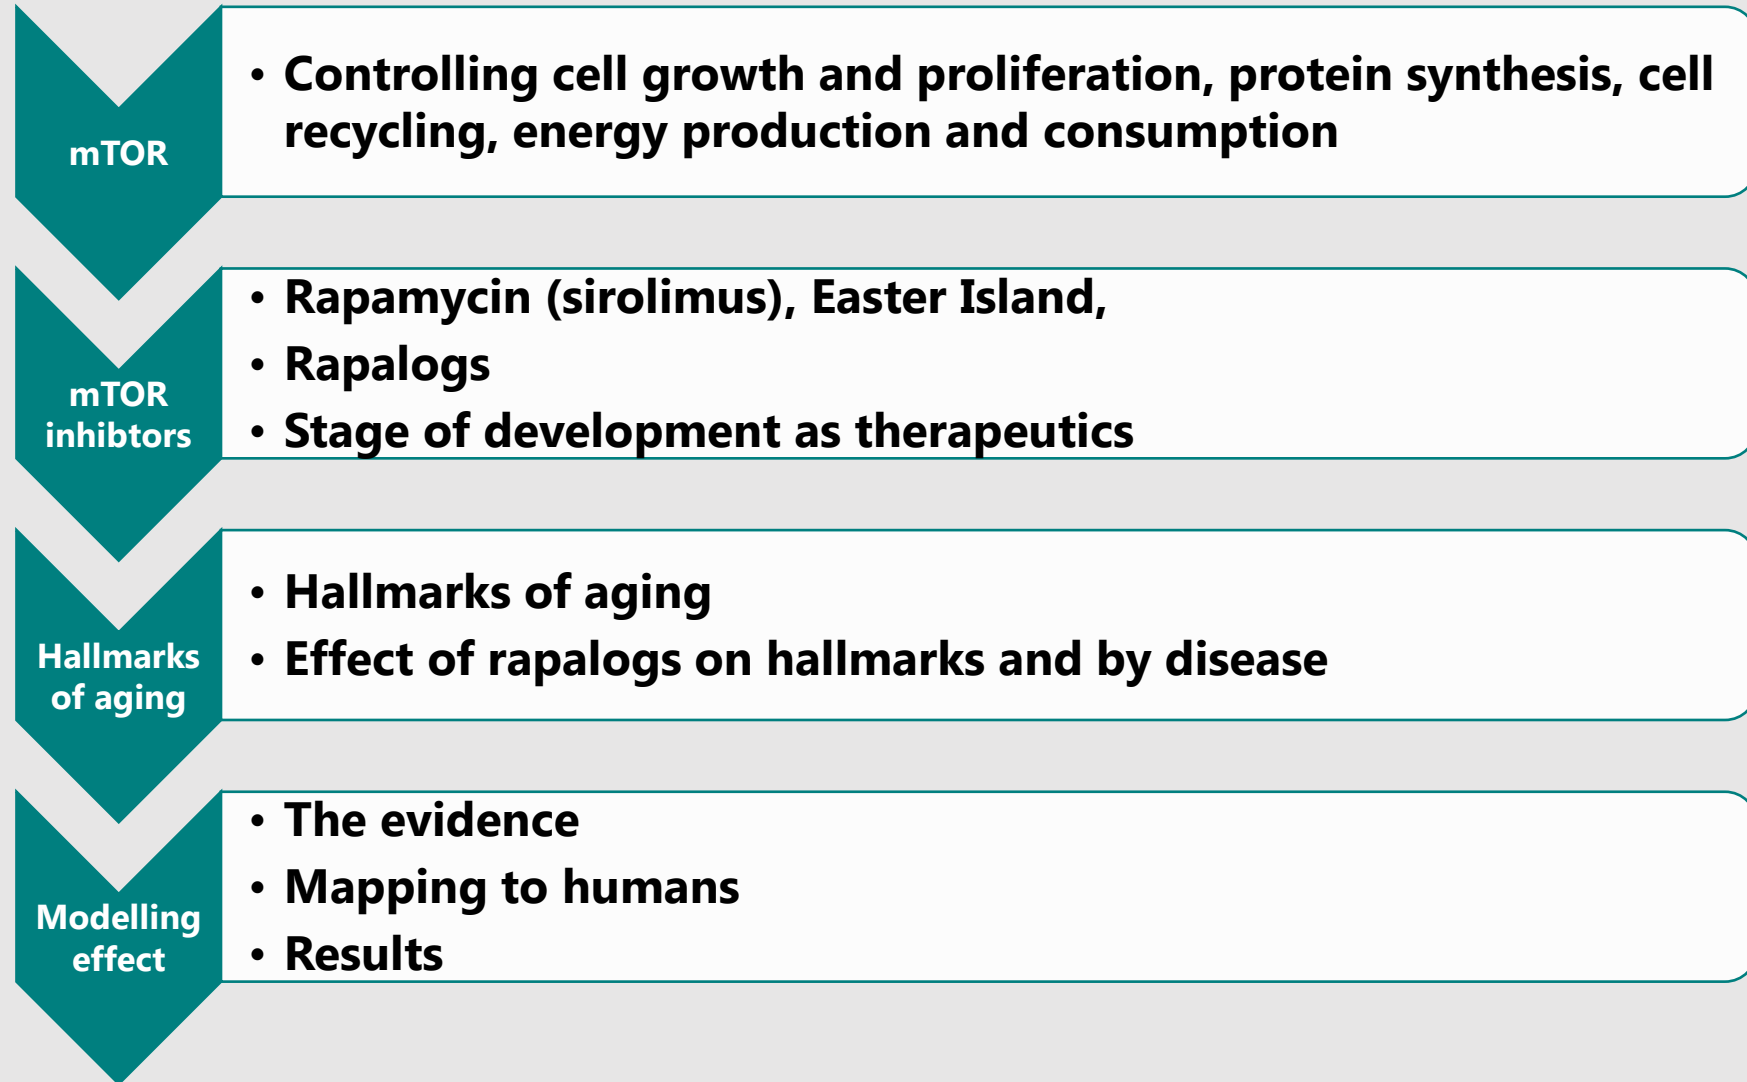 mTOR
• Controlling cell growth and proliferation, protein synthesis, cell
recycling, energy production and consumption
mTOR
inhibtors
• Rapamycin (sirolimus), Easter Island,
• Rapalogs
• Stage of development as therapeutics
Hallmarks
of aging
• Hallmarks of aging
• Effect of rapalogs on hallmarks and by disease
Modelling
effect
• The evidence
• Mapping to humans
• Results